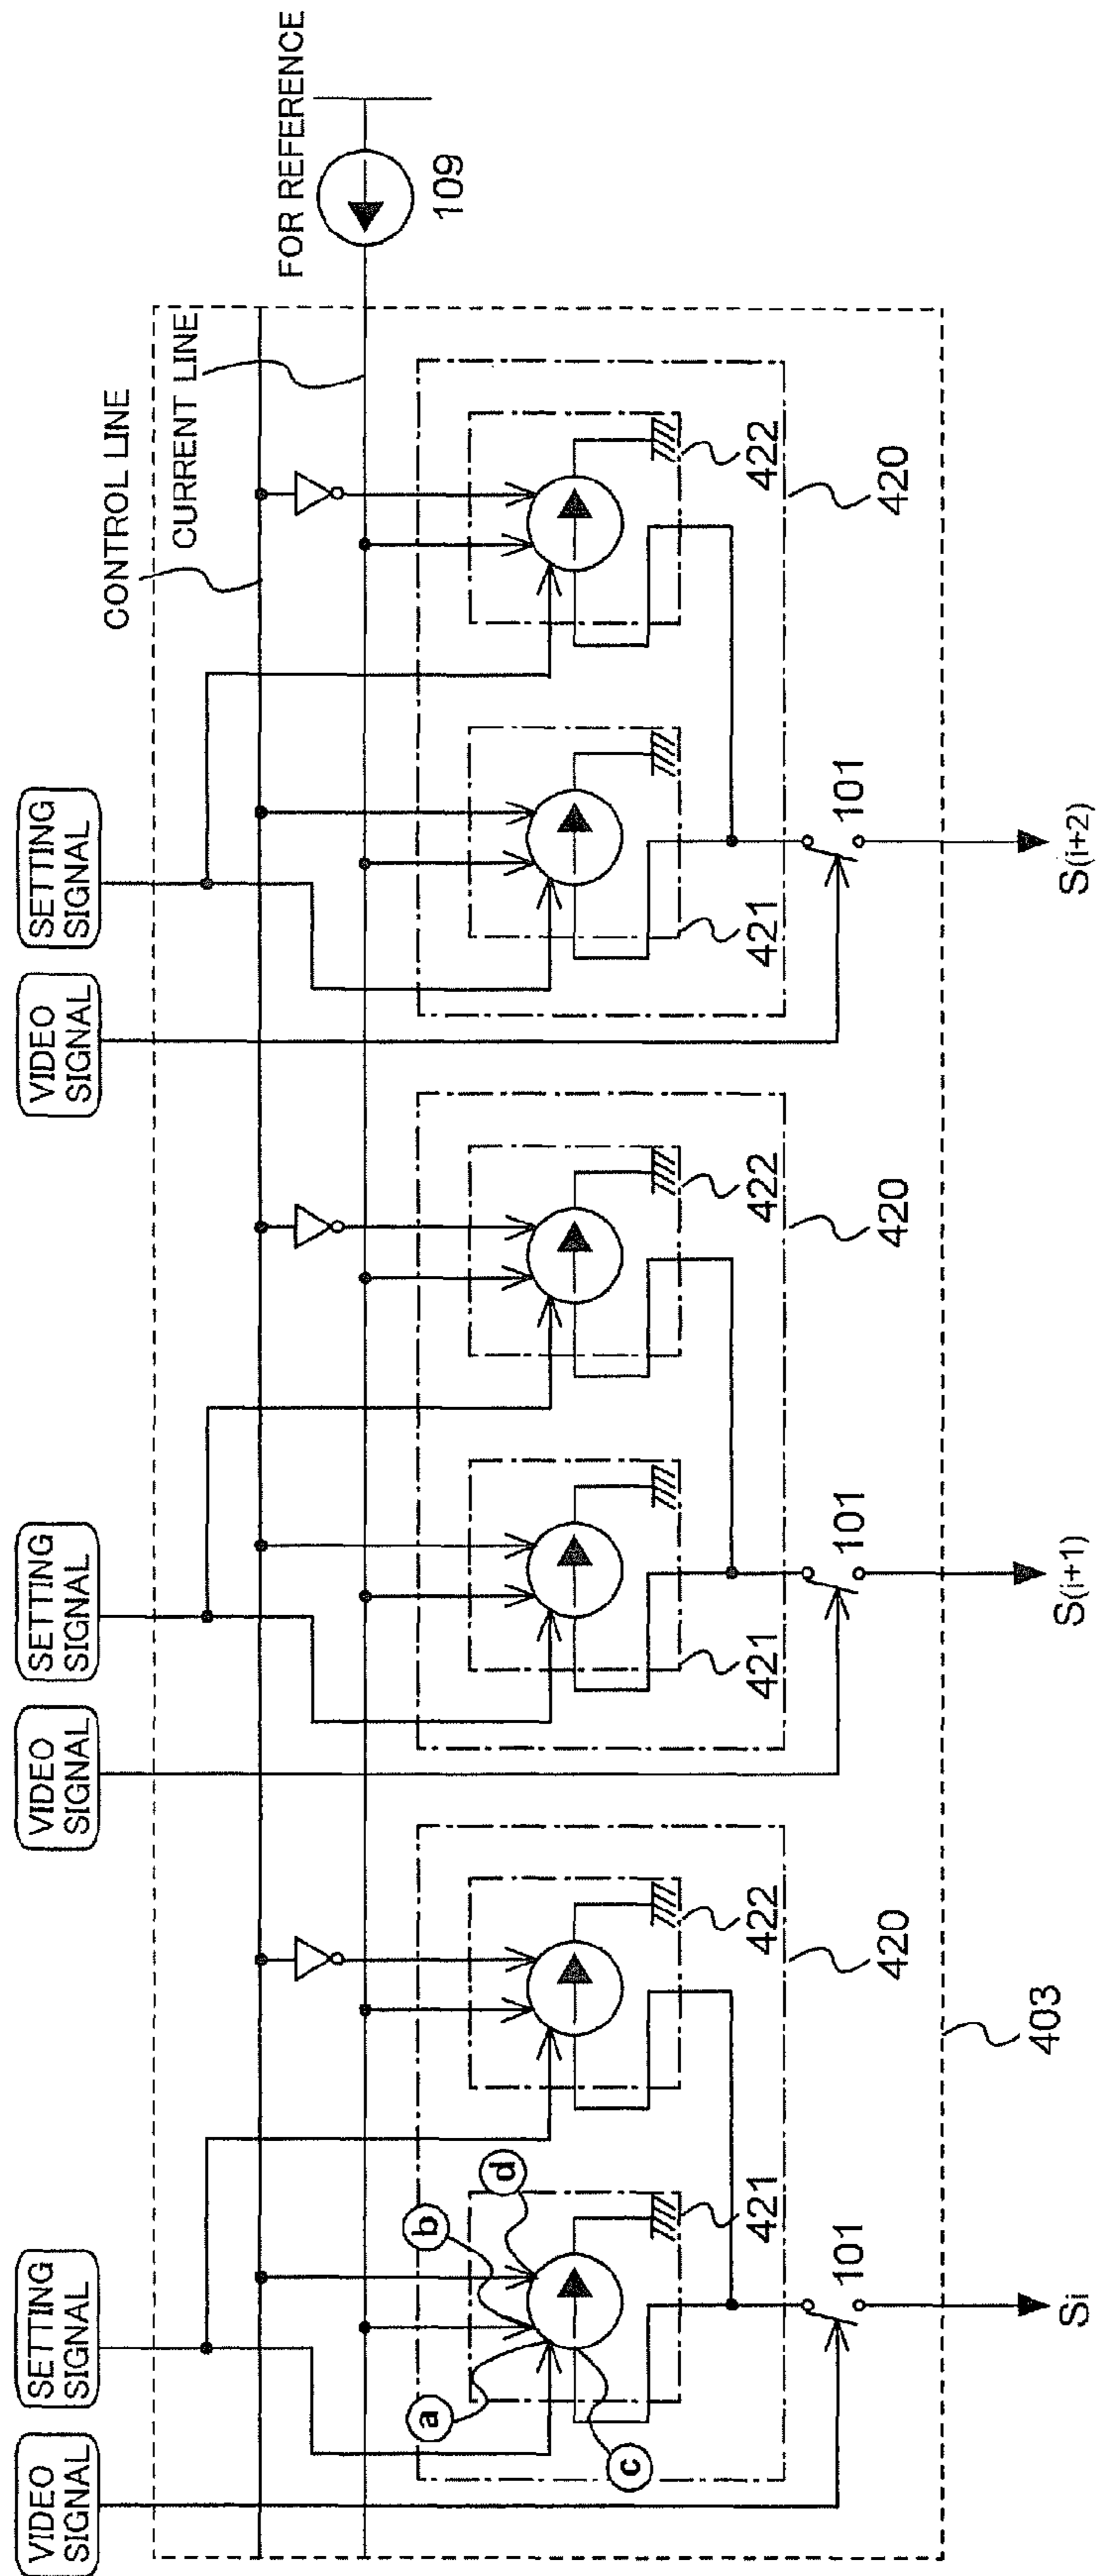 VIDEO
SIGNAL
SETTING
SIGNAL
VIDEO
SIGNAL
SETTING
SIGNAL
VIDEO
SIGNAL
SETTING
SIGNAL
CONTROL LINE
CURRENT LINE
FOR REFERENCE
109
a
b
c
d
421
422
420
101
421
422
420
101
421
422
420
101
403
Si
S(i+1)
S(i+2)